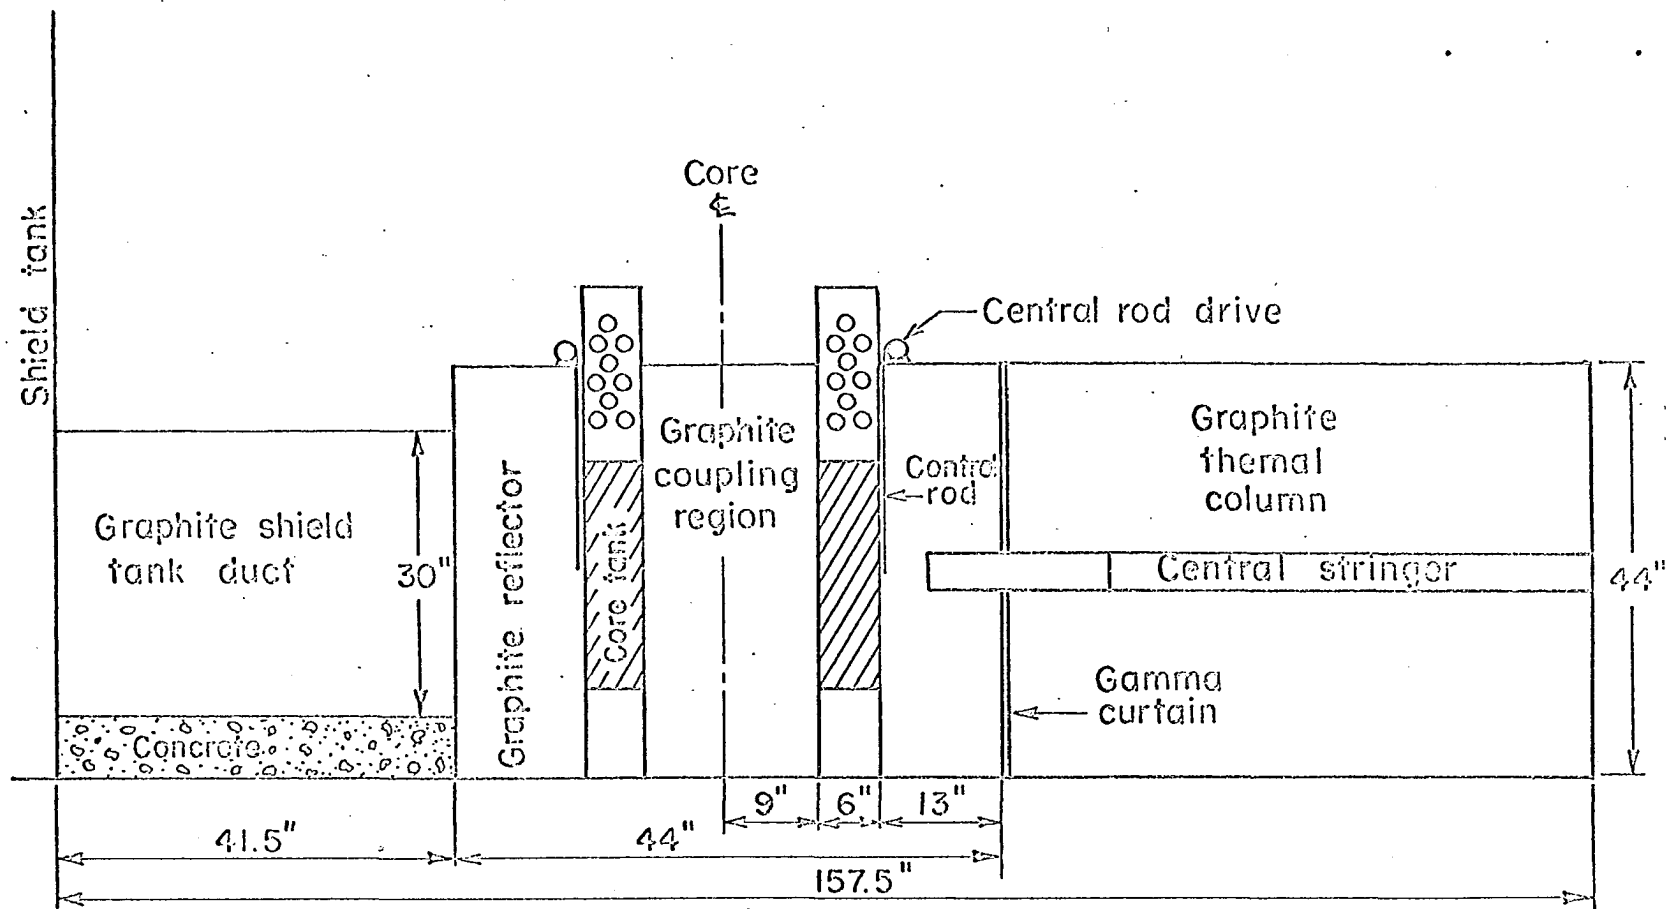 Core
℄
Shield tank
Central rod drive
Graphite
coupling
region
Control
rod
Graphite
themal
column
Graphite shield
tank duct
30"
Graphite reflector
Core tank
Central stringer
44"
Gamma
curtain
Concrete
9"
6"
13"
41.5"
44"
157.5"